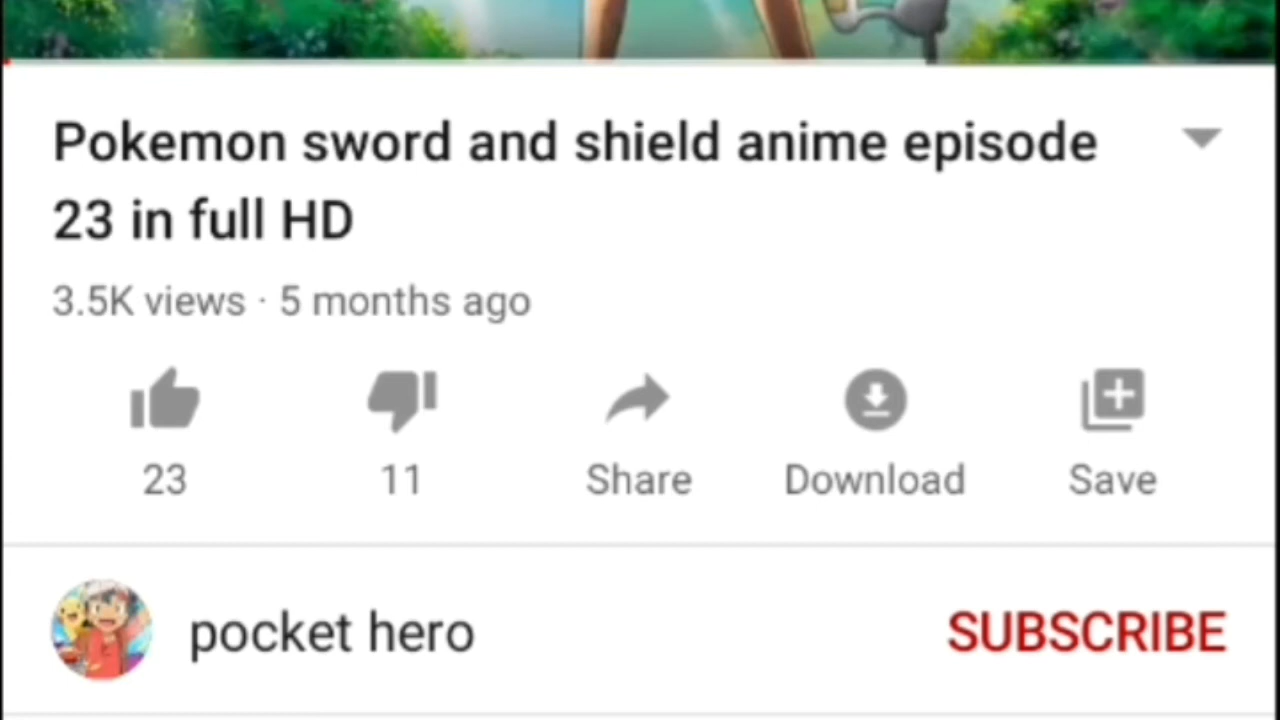 Pokemon sword and shield anime episode
23 in full HD
3.5K views · 5 months ago
23 11 Share Download Save
pocket hero SUBSCRIBE